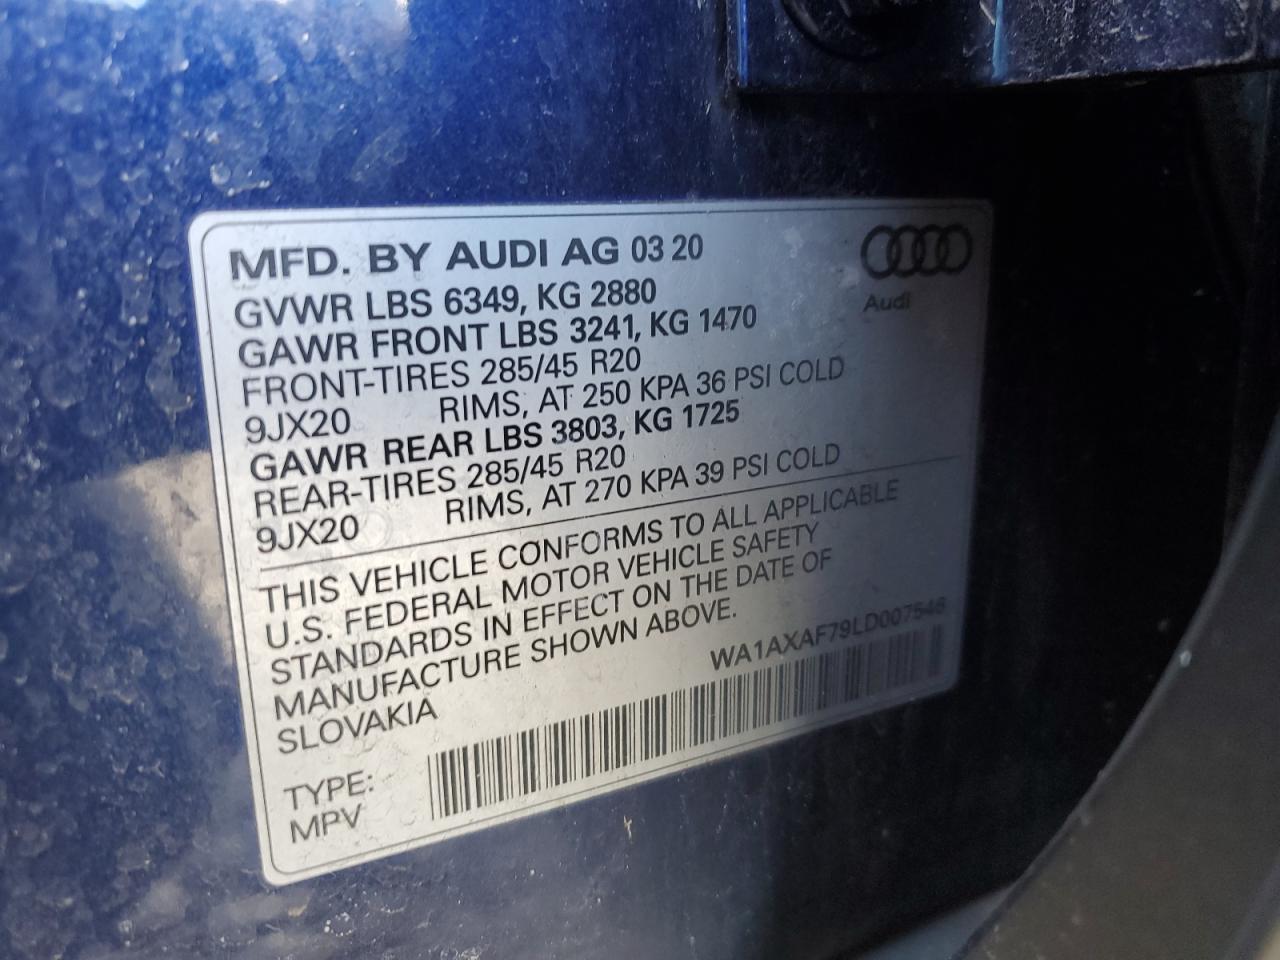 MFD. BY AUDI AG 03 20
Audi
GVWR LBS 6349, KG 2880
GAWR FRONT LBS 3241, KG 1470
FRONT-TIRES 285/45 R20
9JX20 RIMS, AT 250 KPA 36 PSI COLD
GAWR REAR LBS 3803, KG 1725
REAR-TIRES 285/45 R20
9JX20 RIMS, AT 270 KPA 39 PSI COLD
THIS VEHICLE CONFORMS TO ALL APPLICABLE
U.S. FEDERAL MOTOR VEHICLE SAFETY
STANDARDS IN EFFECT ON THE DATE OF
MANUFACTURE SHOWN ABOVE.
SLOVAKIA
WA1AXAF79LD007546
TYPE:
MPV